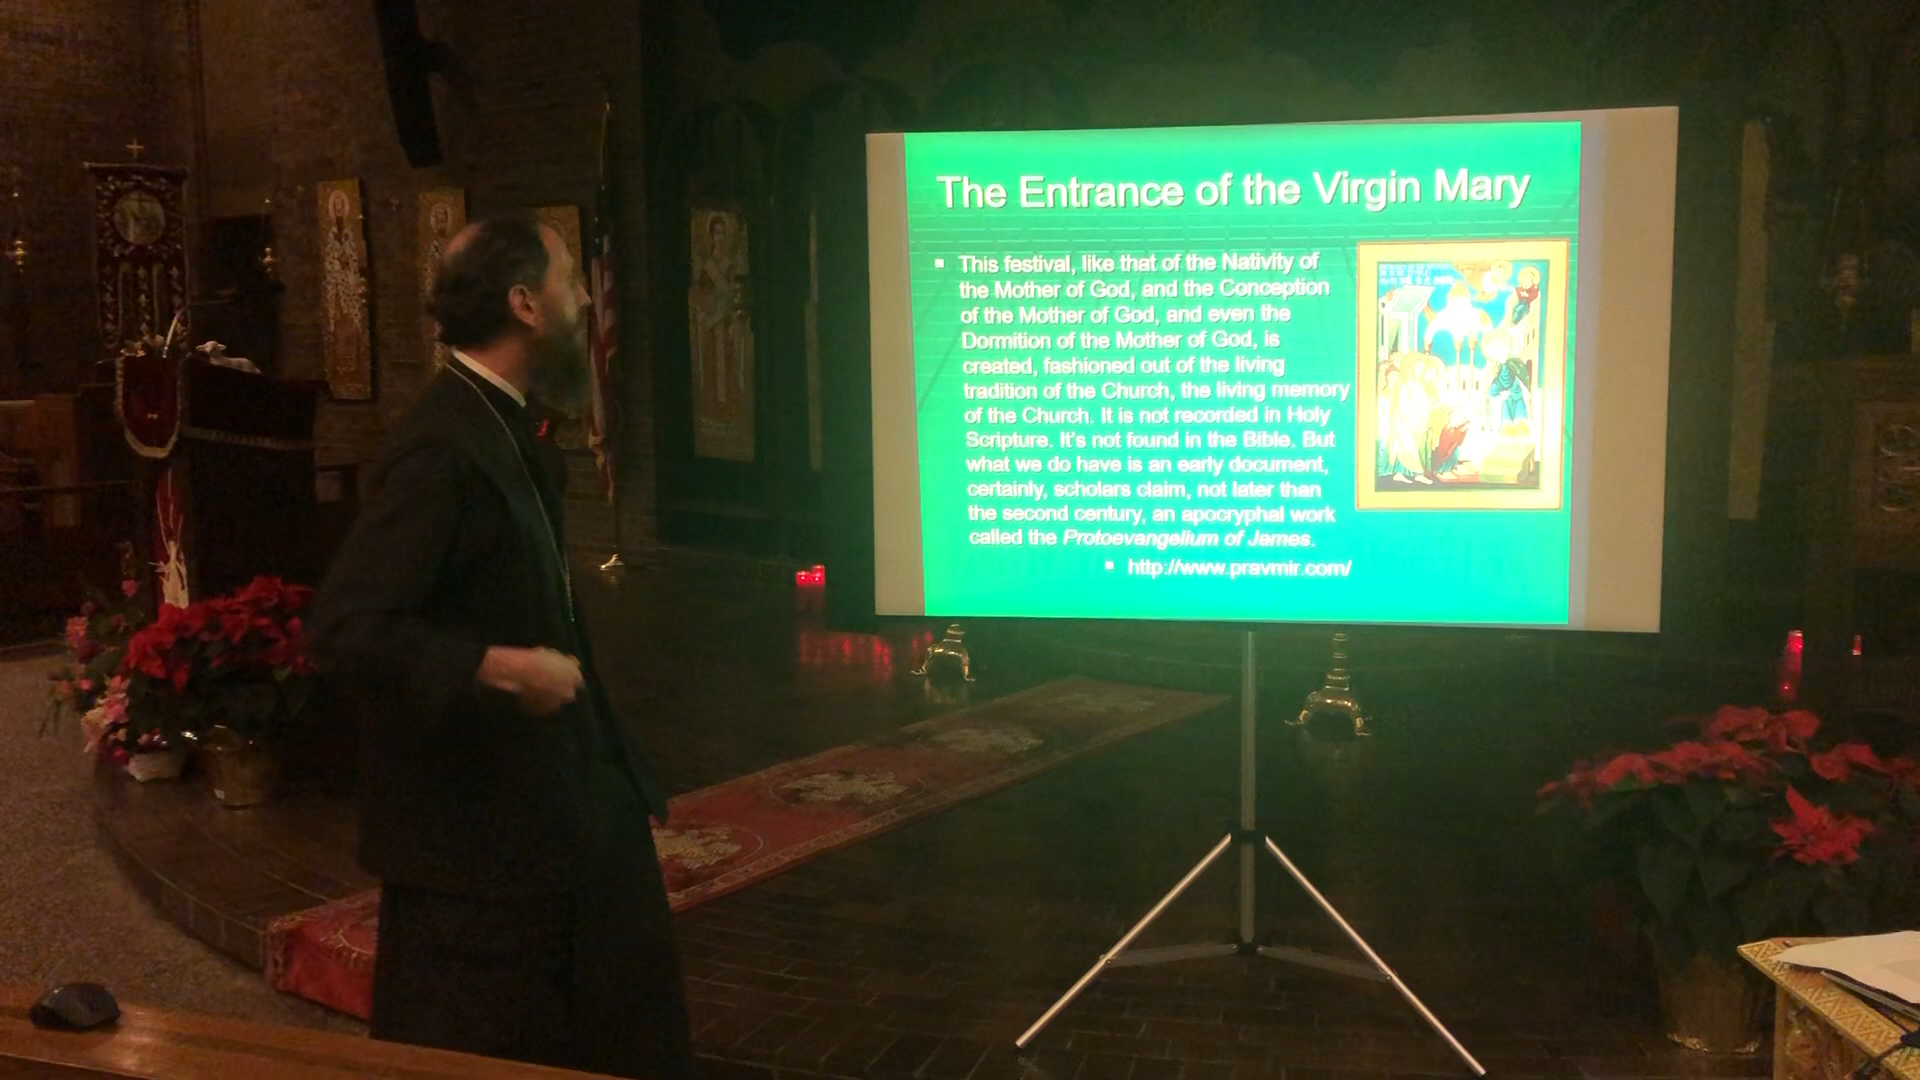 The Entrance of the Virgin Mary
▪ This festival, like that of the Nativity of
the Mother of God, and the Conception
of the Mother of God, and even the
Dormition of the Mother of God, is
created, fashioned out of the living
tradition of the Church, the living memory
of the Church. It is not recorded in Holy
Scripture. It's not found in the Bible. But
what we do have is an early document,
certainly, scholars claim, not later than
the second century, an apocryphal work
called the Protoevangelium of James.
▪ http://www.pravmir.com/